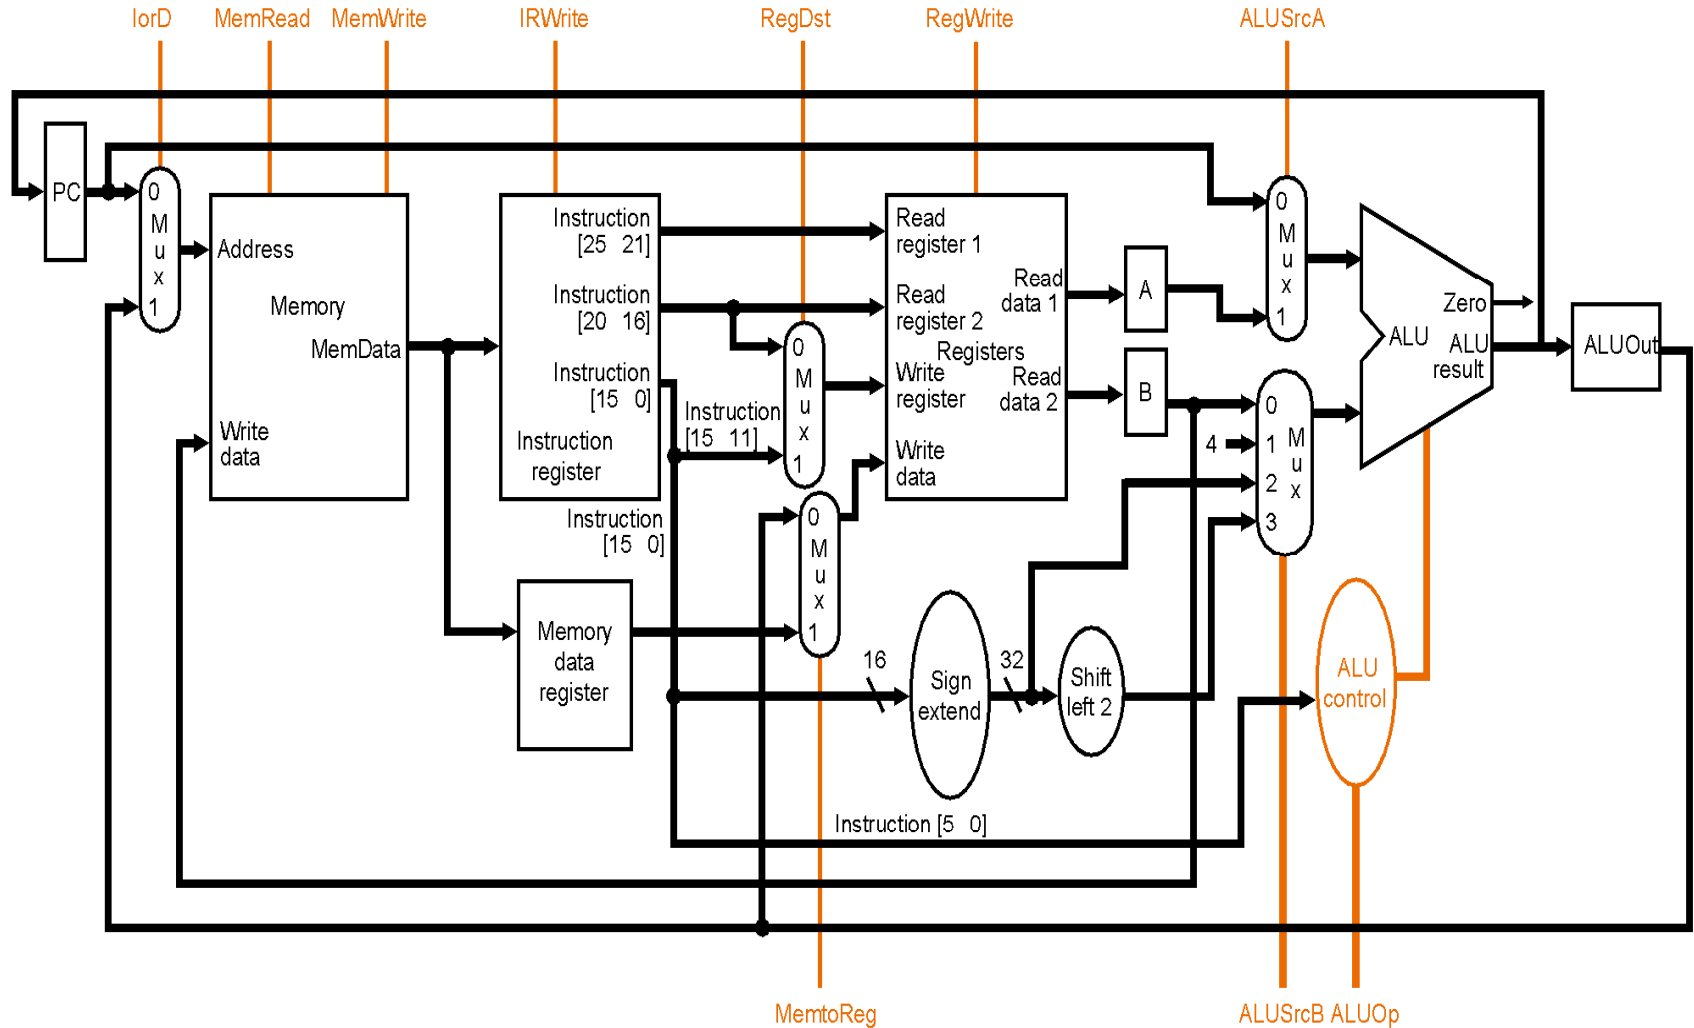 IorD MemRead MemWrite IRWrite RegDst RegWrite ALUSrcA
PC
0
M
u
x
1
Address
Memory
MemData
Write
data
Instruction
[25 21]
Instruction
[20 16]
Instruction
[15 0]
Instruction
register
Instruction
[15 11]
Instruction
[15 0]
Memory
data
register
0
M
u
x
1
0
M
u
x
1
Read
register 1
Read
register 2
Registers
Write
register
Write
data
Read
data 1
Read
data 2
A
B
4
0
M
u
x
1
0
1
2
3
M
u
x
ALU
Zero
ALU
result
ALUOut
16
Sign
extend
32
Shift
left 2
ALU
control
Instruction [5 0]
MemtoReg ALUSrcB ALUOp